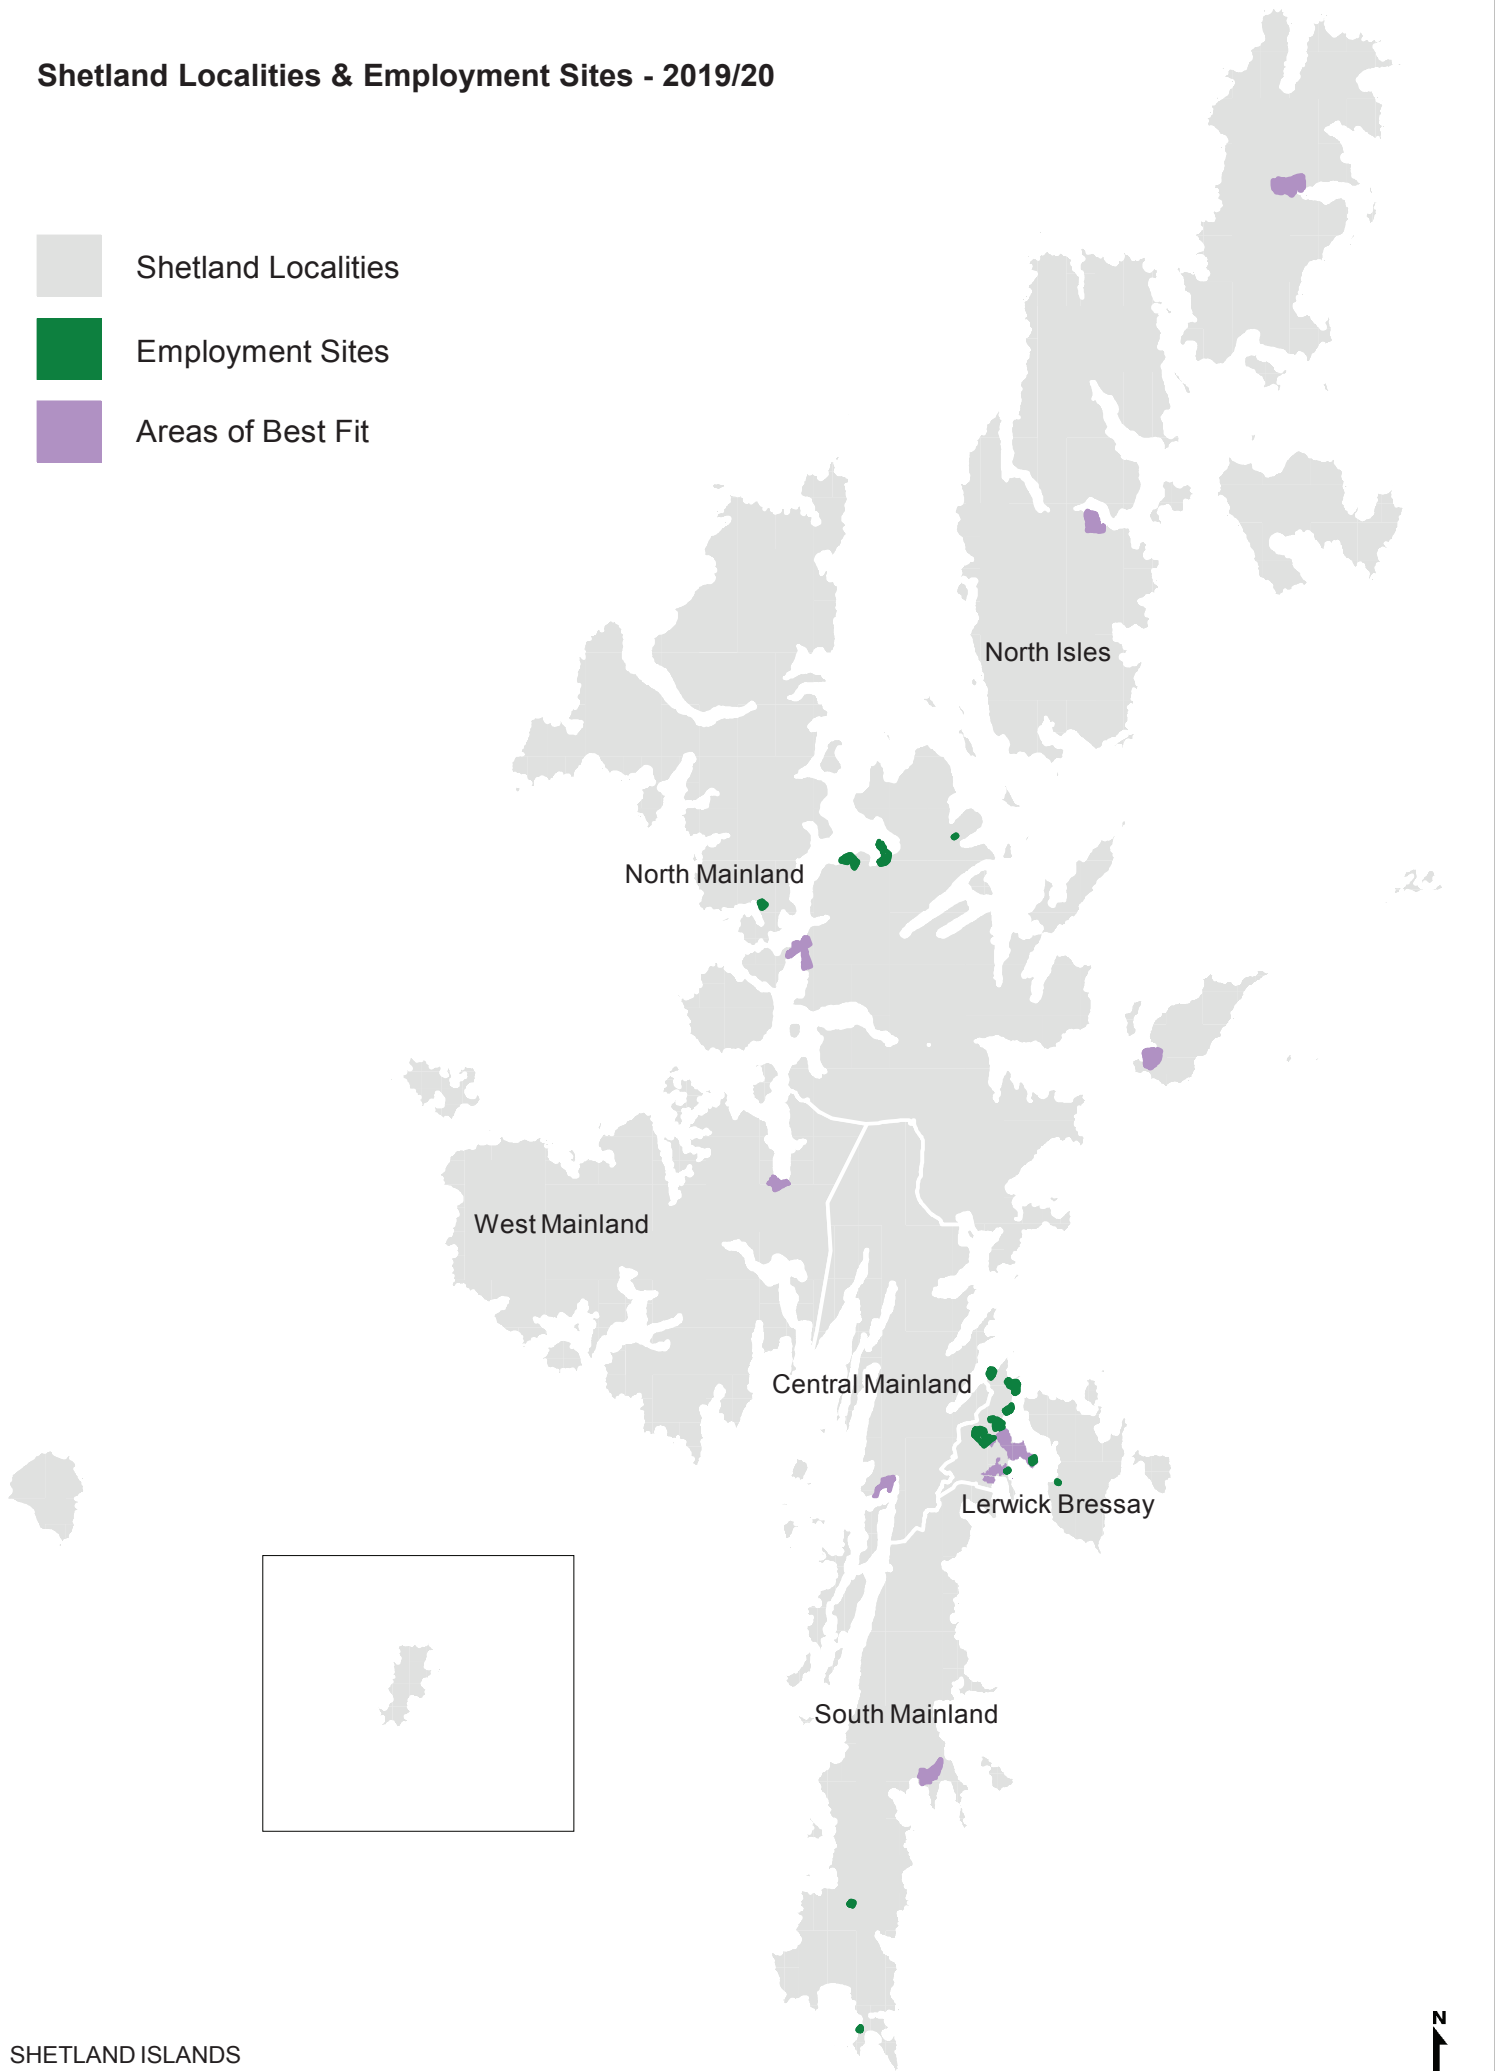 Shetland Localities & Employment Sites - 2019/20
Shetland Localities
Employment Sites
Areas of Best Fit
North Isles
North Mainland
West Mainland
Central Mainland
Lerwick Bressay
South Mainland
N
SHETLAND ISLANDS